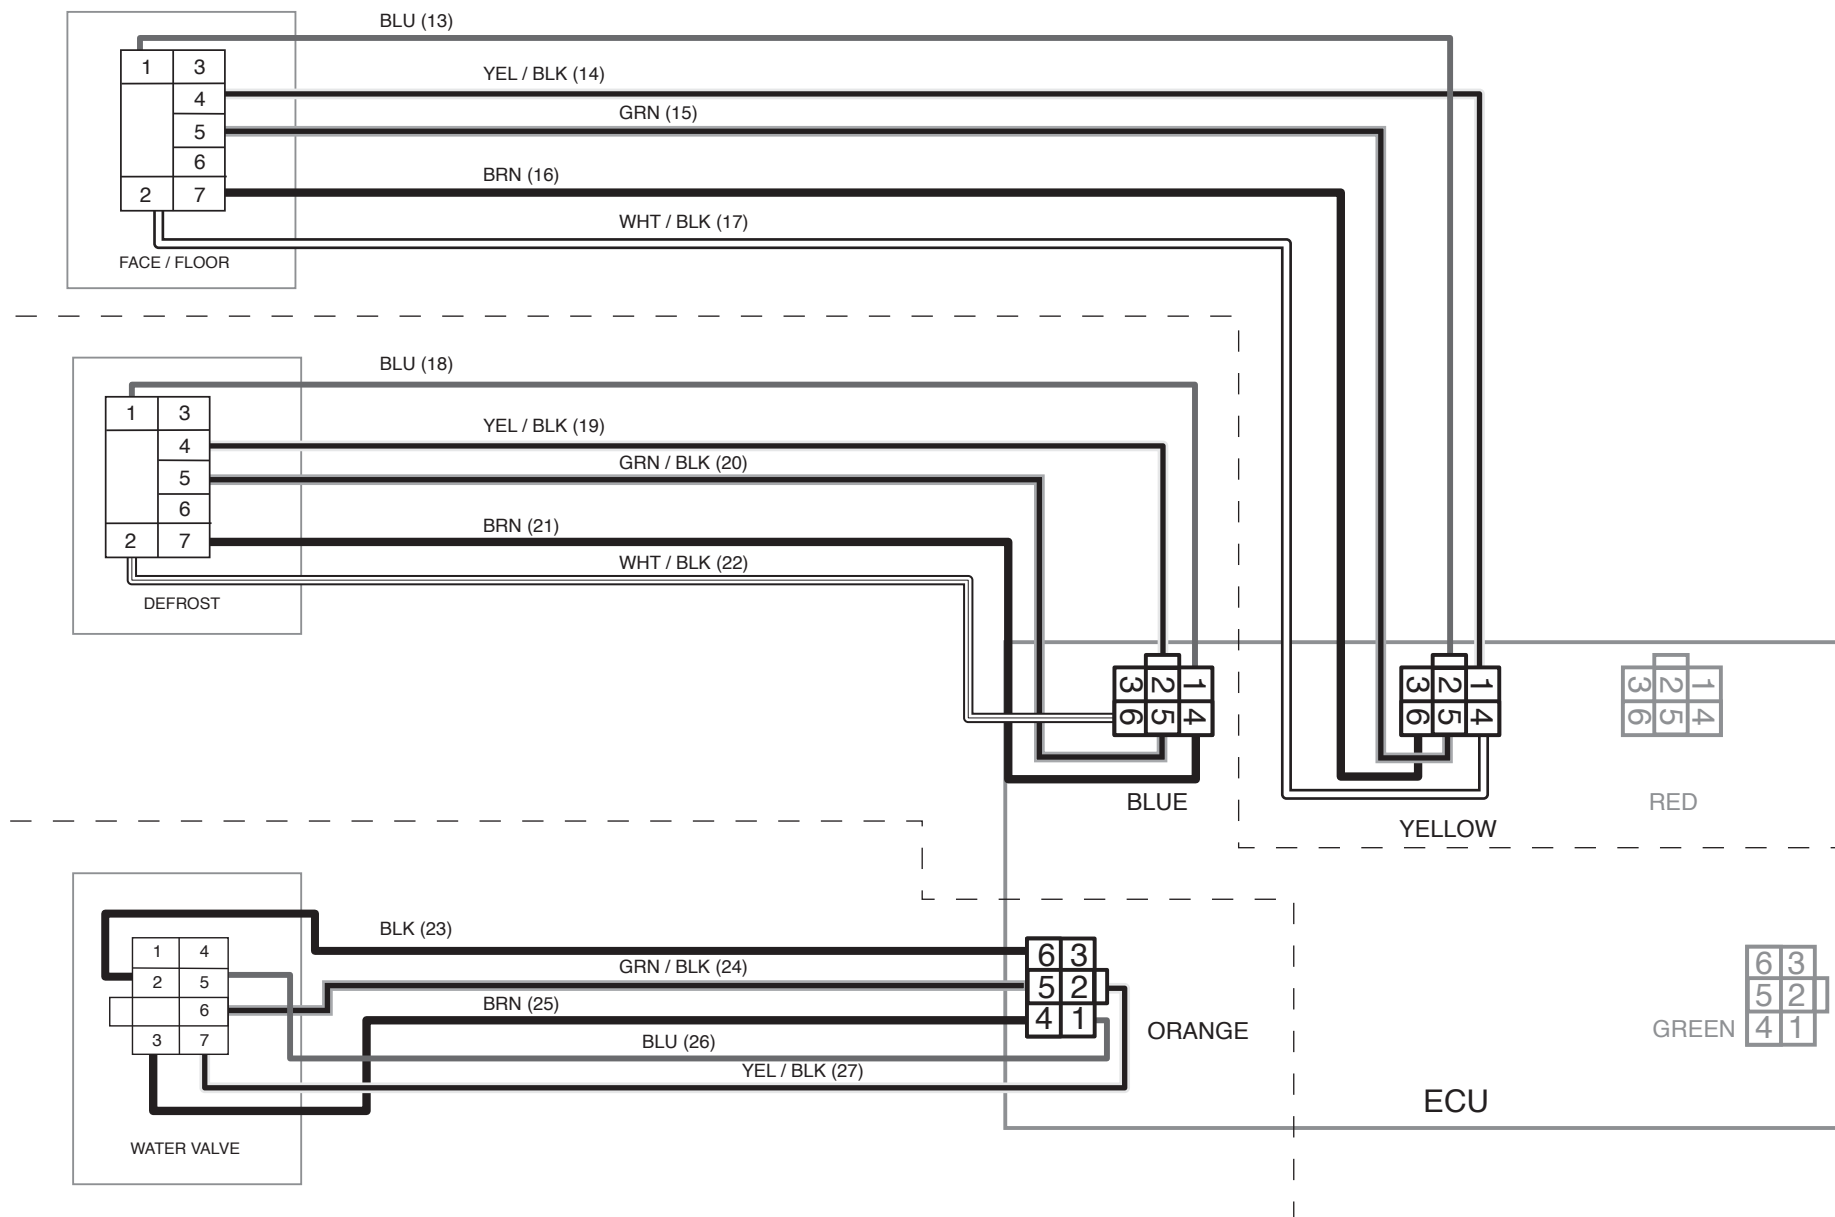 BLU (13)
1 3
YEL / BLK (14)
4
GRN (15)
5
6
BRN (16)
2 7
WHT / BLK (17)
FACE / FLOOR
BLU (18)
1 3
YEL / BLK (19)
4
GRN / BLK (20)
5
6
BRN (21)
2 7
WHT / BLK (22)
DEFROST
3 2 1
6 5 4
BLUE
3 2 1
6 5 4
YELLOW
3 2 1
6 5 4
RED
BLK (23)
1 4
2 5
6
3 7
GRN / BLK (24)
BRN (25)
BLU (26)
YEL / BLK (27)
WATER VALVE
6 3
5 2
4 1
ORANGE
6 3
5 2
GREEN 4 1
ECU